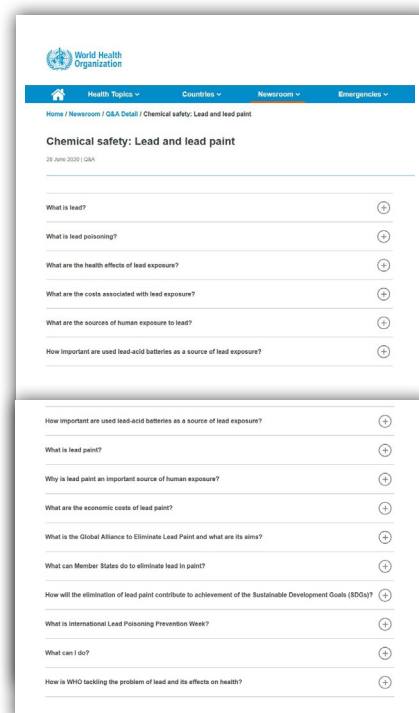 World Health
Organization
Health Topics
Countries
Newsroom
Emergencies
Home / Newsroom / Q&A Detail / Chemical safety: Lead and lead paint
Chemical safety: Lead and lead paint
28 June 2020 | Q&A
What is lead?
What is lead poisoning?
What are the health effects of lead exposure?
What are the costs associated with lead exposure?
What are the sources of human exposure to lead?
How important are used lead-acid batteries as a source of lead exposure?
How important are used lead-acid batteries as a source of lead exposure?
What is lead paint?
Why is lead paint an important source of human exposure?
What are the economic costs of lead paint?
What is the Global Alliance to Eliminate Lead Paint and what are its aims?
What can Member States do to eliminate lead in paint?
How will the elimination of lead paint contribute to achievement of the Sustainable Development Goals (SDGs)?
What is International Lead Poisoning Prevention Week?
What can I do?
How is WHO tackling the problem of lead and its effects on health?